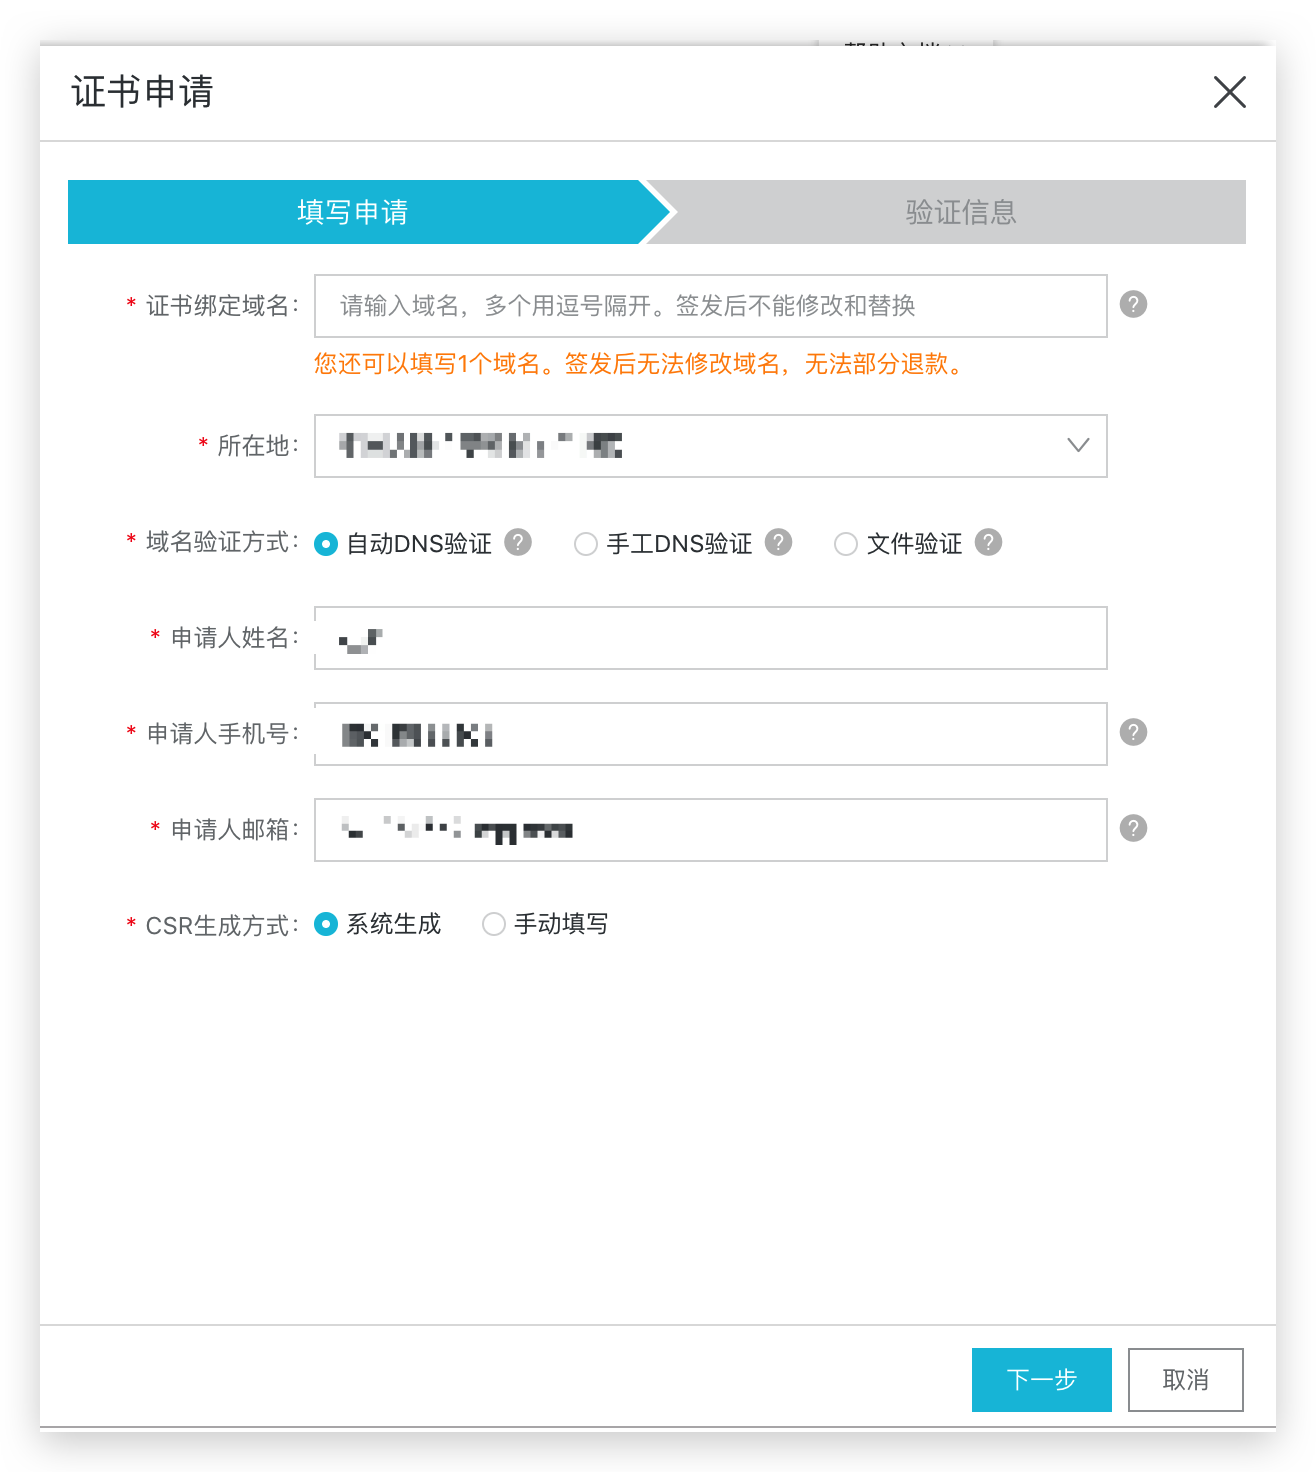 证书申请
填写申请
验证信息
* 证书绑定域名：
请输入域名，多个用逗号隔开。签发后不能修改和替换
?
您还可以填写1个域名。签发后无法修改域名，无法部分退款。
* 所在地：
* 域名验证方式：
自动DNS验证 ?
手工DNS验证 ?
文件验证 ?
* 申请人姓名：
* 申请人手机号：
?
* 申请人邮箱：
?
* CSR生成方式：
系统生成
手动填写
下一步
取消